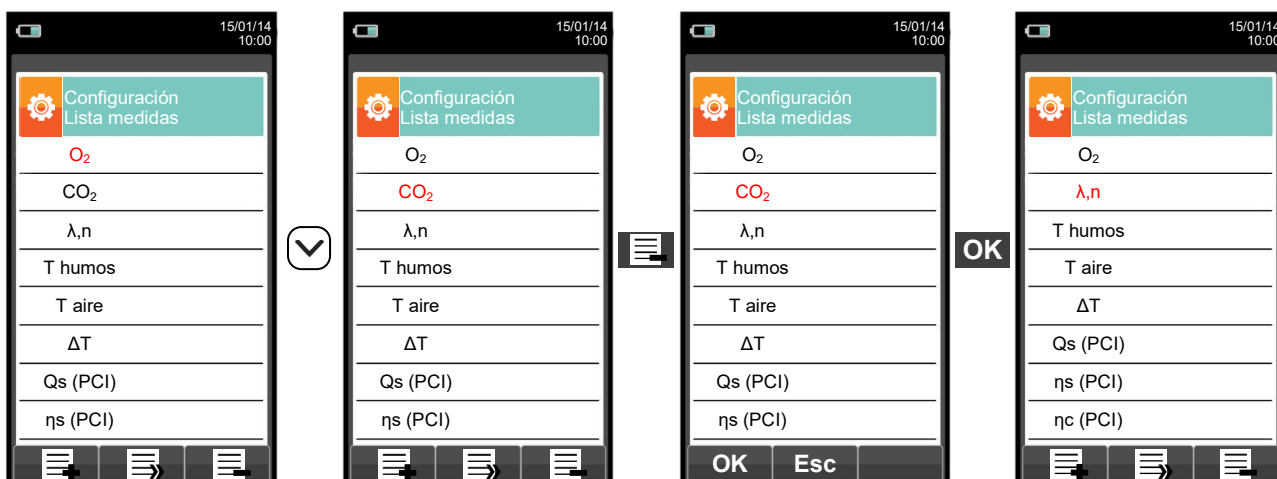 15/01/14
10:00
Configuración
Lista medidas
O₂
CO₂
λ,n
T humos
T aire
ΔT
Qs (PCI)
ηs (PCI)
15/01/14
10:00
Configuración
Lista medidas
O₂
CO₂
λ,n
T humos
T aire
ΔT
Qs (PCI)
ηs (PCI)
15/01/14
10:00
Configuración
Lista medidas
O₂
CO₂
λ,n
T humos
T aire
ΔT
Qs (PCI)
ηs (PCI)
OK Esc
OK
15/01/14
10:00
Configuración
Lista medidas
O₂
λ,n
T humos
T aire
ΔT
Qs (PCI)
ηs (PCI)
ηc (PCI)